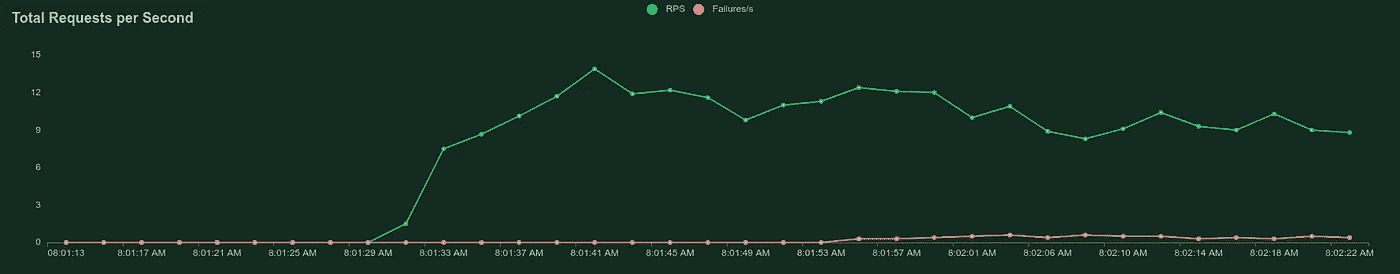 Total Requests per Second
RPS
Failures/s
15
12
9
6
3
0
08:01:13
8:01:17 AM
8:01:21 AM
8:01:25 AM
8:01:29 AM
8:01:33 AM
8:01:37 AM
8:01:41 AM
8:01:45 AM
8:01:49 AM
8:01:53 AM
8:01:57 AM
8:02:01 AM
8:02:06 AM
8:02:10 AM
8:02:14 AM
8:02:18 AM
8:02:22 AM